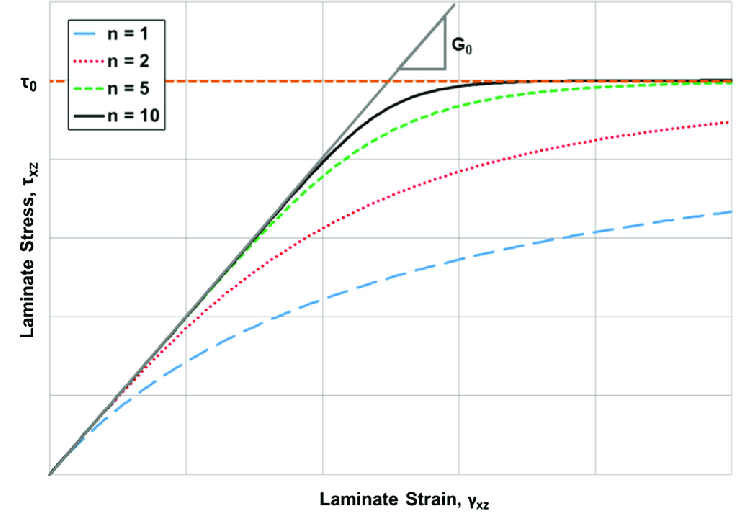 n = 1
n = 2
n = 5
n = 10
G₀
τ₀
Laminate Stress, τxz
Laminate Strain, γxz